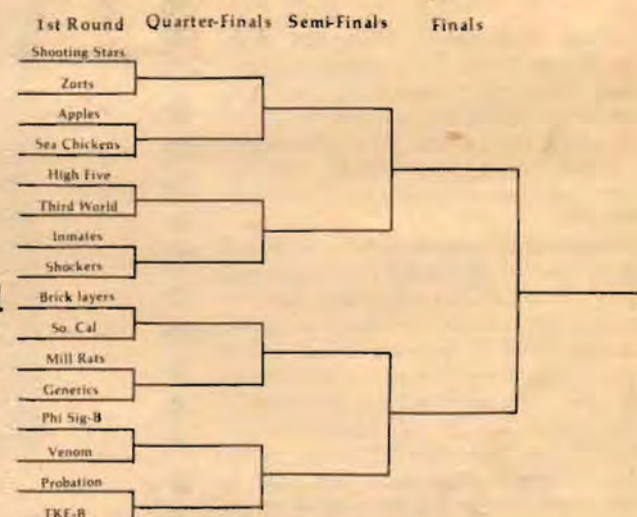 1st Round Quarter-Finals Semi-Finals Finals
Shooting Stars
Zorts
Apples
Sea Chickens
High Five
Third World
Inmates
Shockers
Brick layers
So. Cal
Mill Rats
Generics
Phi Sig-B
Venom
Probation
TKE-B